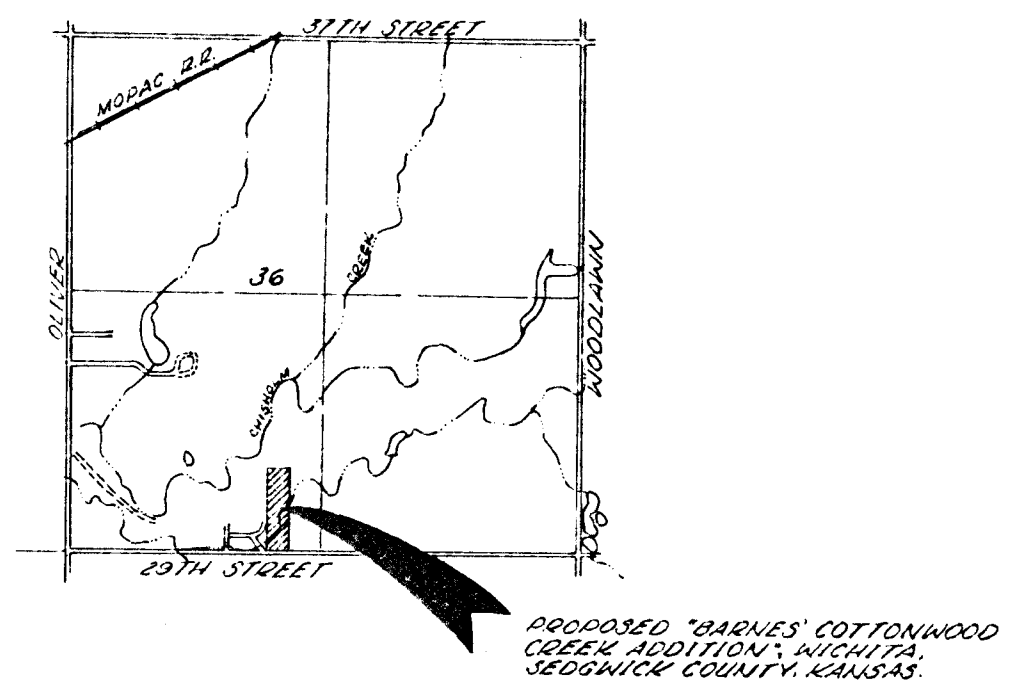 37TH STREET
MOPAC R.R.
OLIVER
36
CREEK
WOODLAWN
CHISHOLM
29TH STREET
PROPOSED "BARNES' COTTONWOOD
CREEK ADDITION", WICHITA,
SEDGWICK COUNTY, KANSAS.